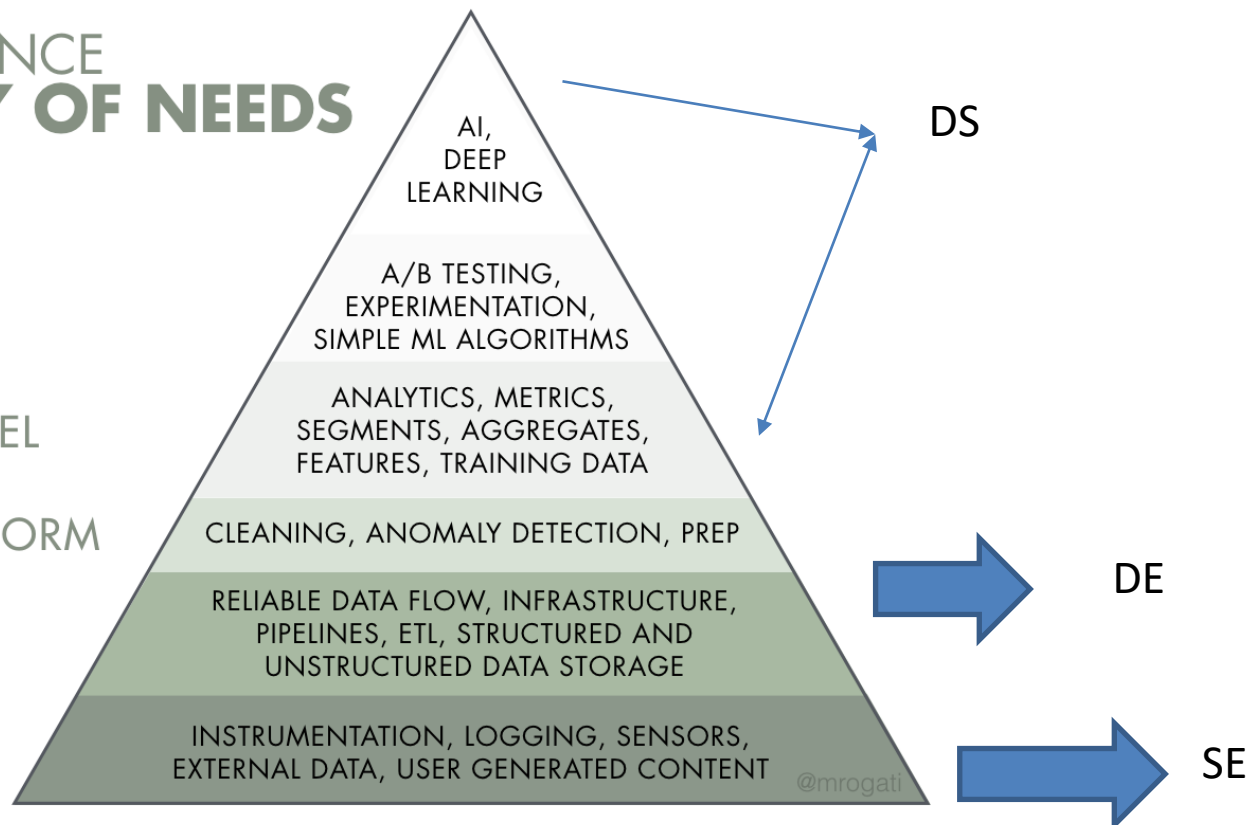 NCE
Y OF NEEDS
AI,
DEEP
LEARNING
DS
A/B TESTING,
EXPERIMENTATION,
SIMPLE ML ALGORITHMS
ANALYTICS, METRICS,
SEGMENTS, AGGREGATES,
FEATURES, TRAINING DATA
EL
CLEANING, ANOMALY DETECTION, PREP
ORM
RELIABLE DATA FLOW, INFRASTRUCTURE,
PIPELINES, ETL, STRUCTURED AND
UNSTRUCTURED DATA STORAGE
DE
INSTRUMENTATION, LOGGING, SENSORS,
EXTERNAL DATA, USER GENERATED CONTENT
@mrogati
SE